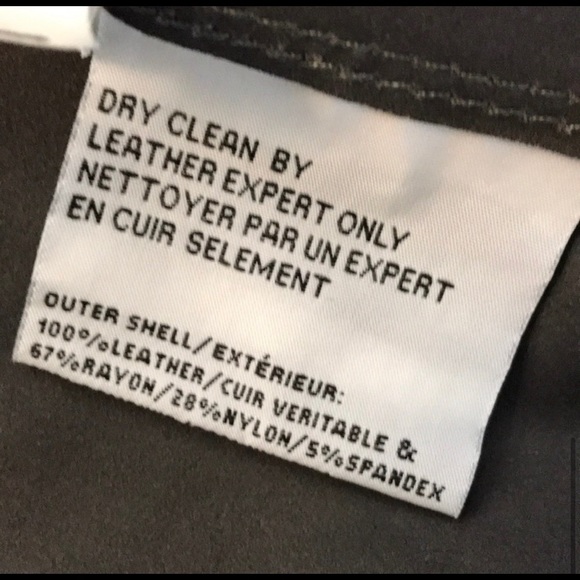 DRY CLEAN BY
LEATHER EXPERT ONLY
NETTOYER PAR UN EXPERT
EN CUIR SELEMENT
OUTER SHELL/EXTÉRIEUR:
100%LEATHER/CUIR VERITABLE &
67%RAYON/28%NYLON/5%SPANDEX